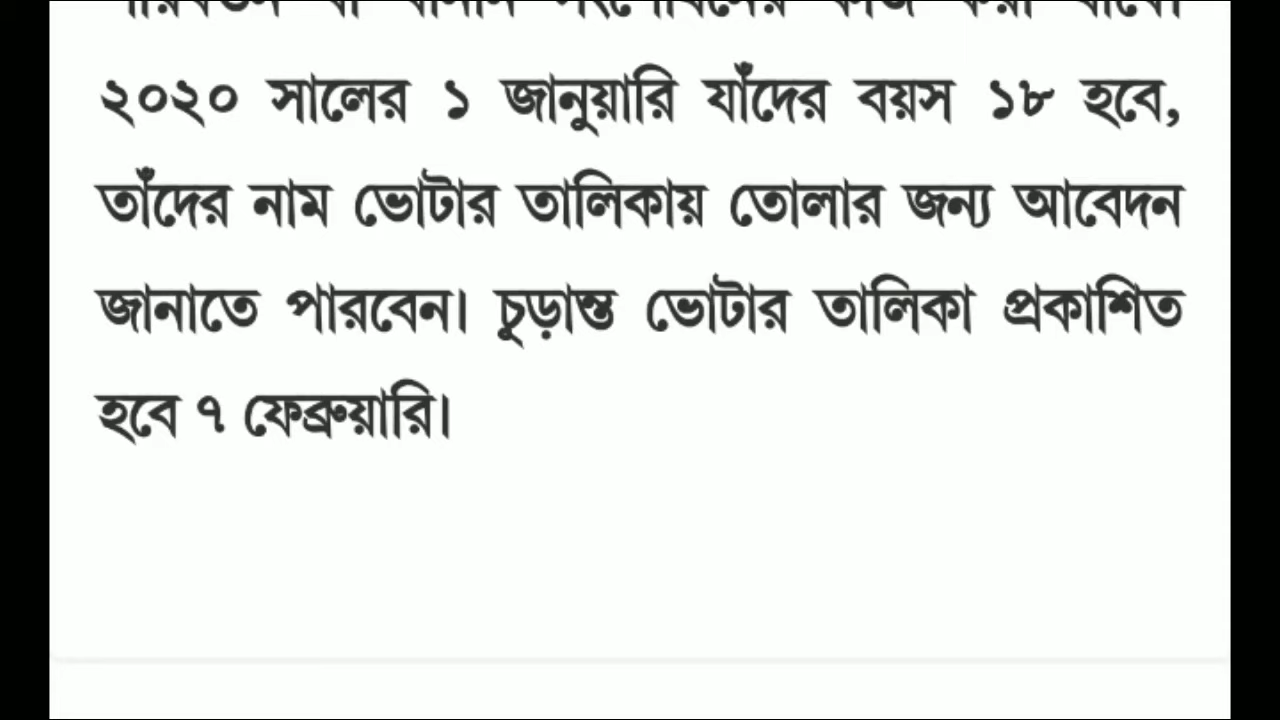 ২০২০ সালের ১ জানুয়ারি যাঁদের বয়স ১৮ হবে,
তাঁদের নাম ভোটার তালিকায় তোলার জন্য আবেদন
জানাতে পারবেন। চূড়ান্ত ভোটার তালিকা প্রকাশিত
হবে ৭ ফেব্রুয়ারি।